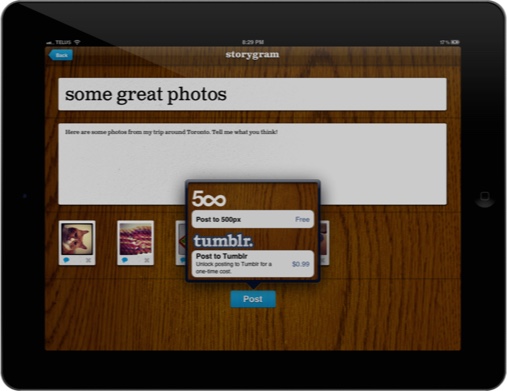 TELUS
8:29 PM
Back
storygram
some great photos
Here are some photos from my trip around Toronto. Tell me what you think!
500
Post to 500px Free
tumblr.
Post to Tumblr
Unlock posting to Tumblr for a $0.99
one-time cost.
Post